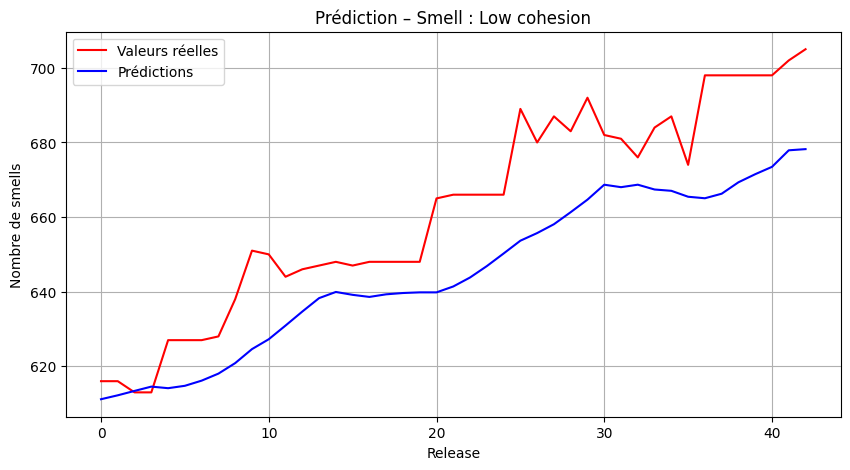 Prédiction – Smell : Low cohesion
Valeurs réelles
Prédictions
Nombre de smells
700
680
660
640
620
0 10 20 30 40
Release